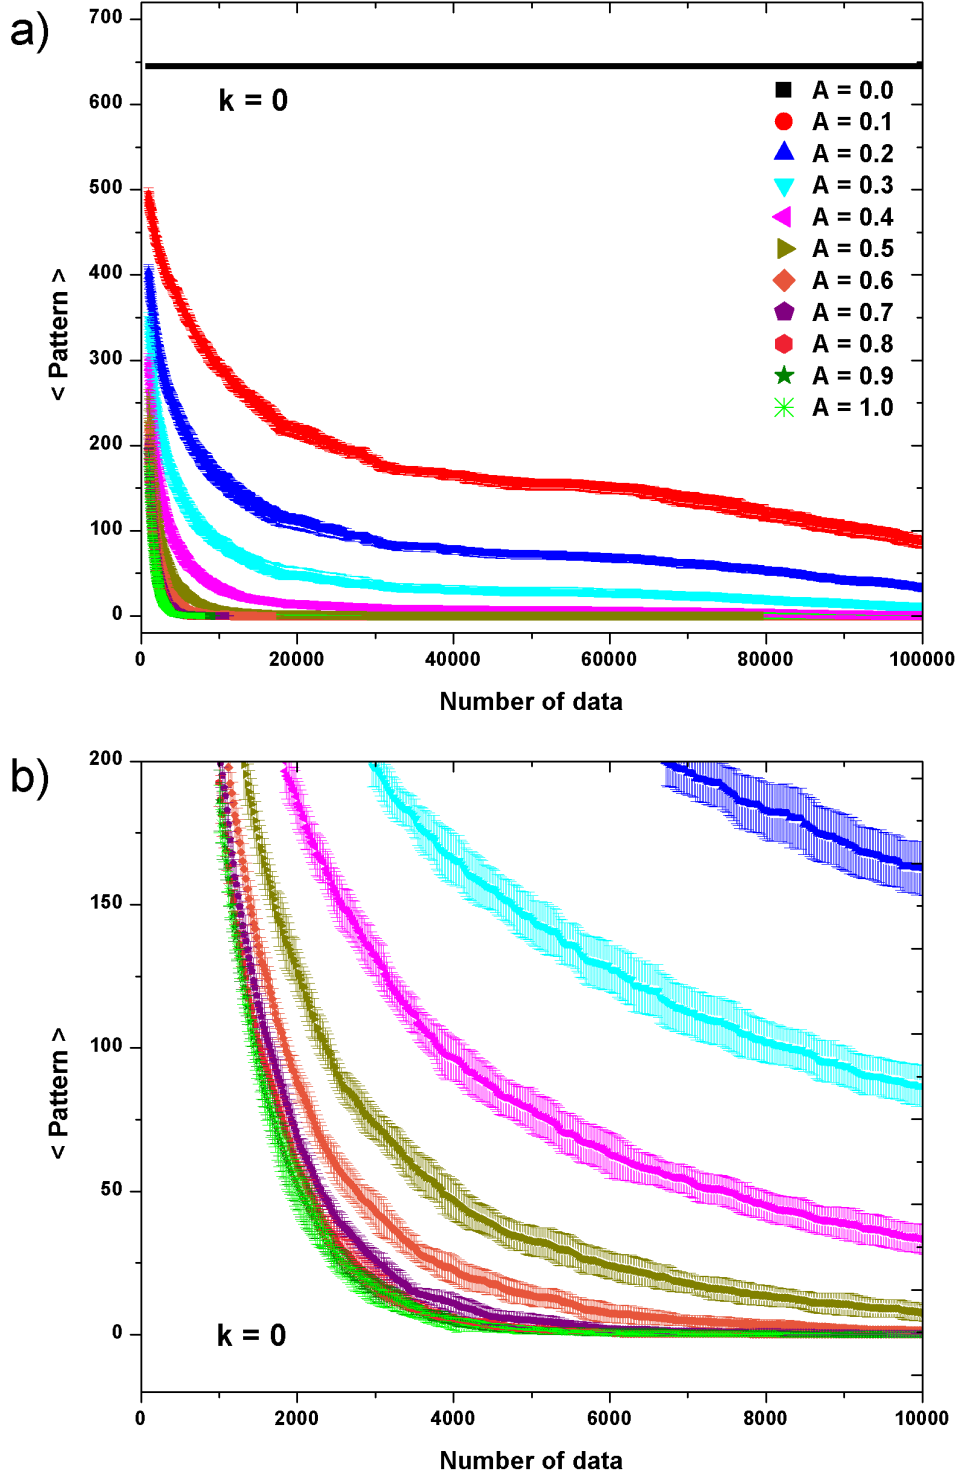 a)
700
600
500
400
300
200
100
0
< Pattern >
k = 0
A = 0.0
A = 0.1
A = 0.2
A = 0.3
A = 0.4
A = 0.5
A = 0.6
A = 0.7
A = 0.8
A = 0.9
A = 1.0
0 20000 40000 60000 80000 100000
Number of data
b)
200
150
100
50
0
< Pattern >
k = 0
0 2000 4000 6000 8000 10000
Number of data